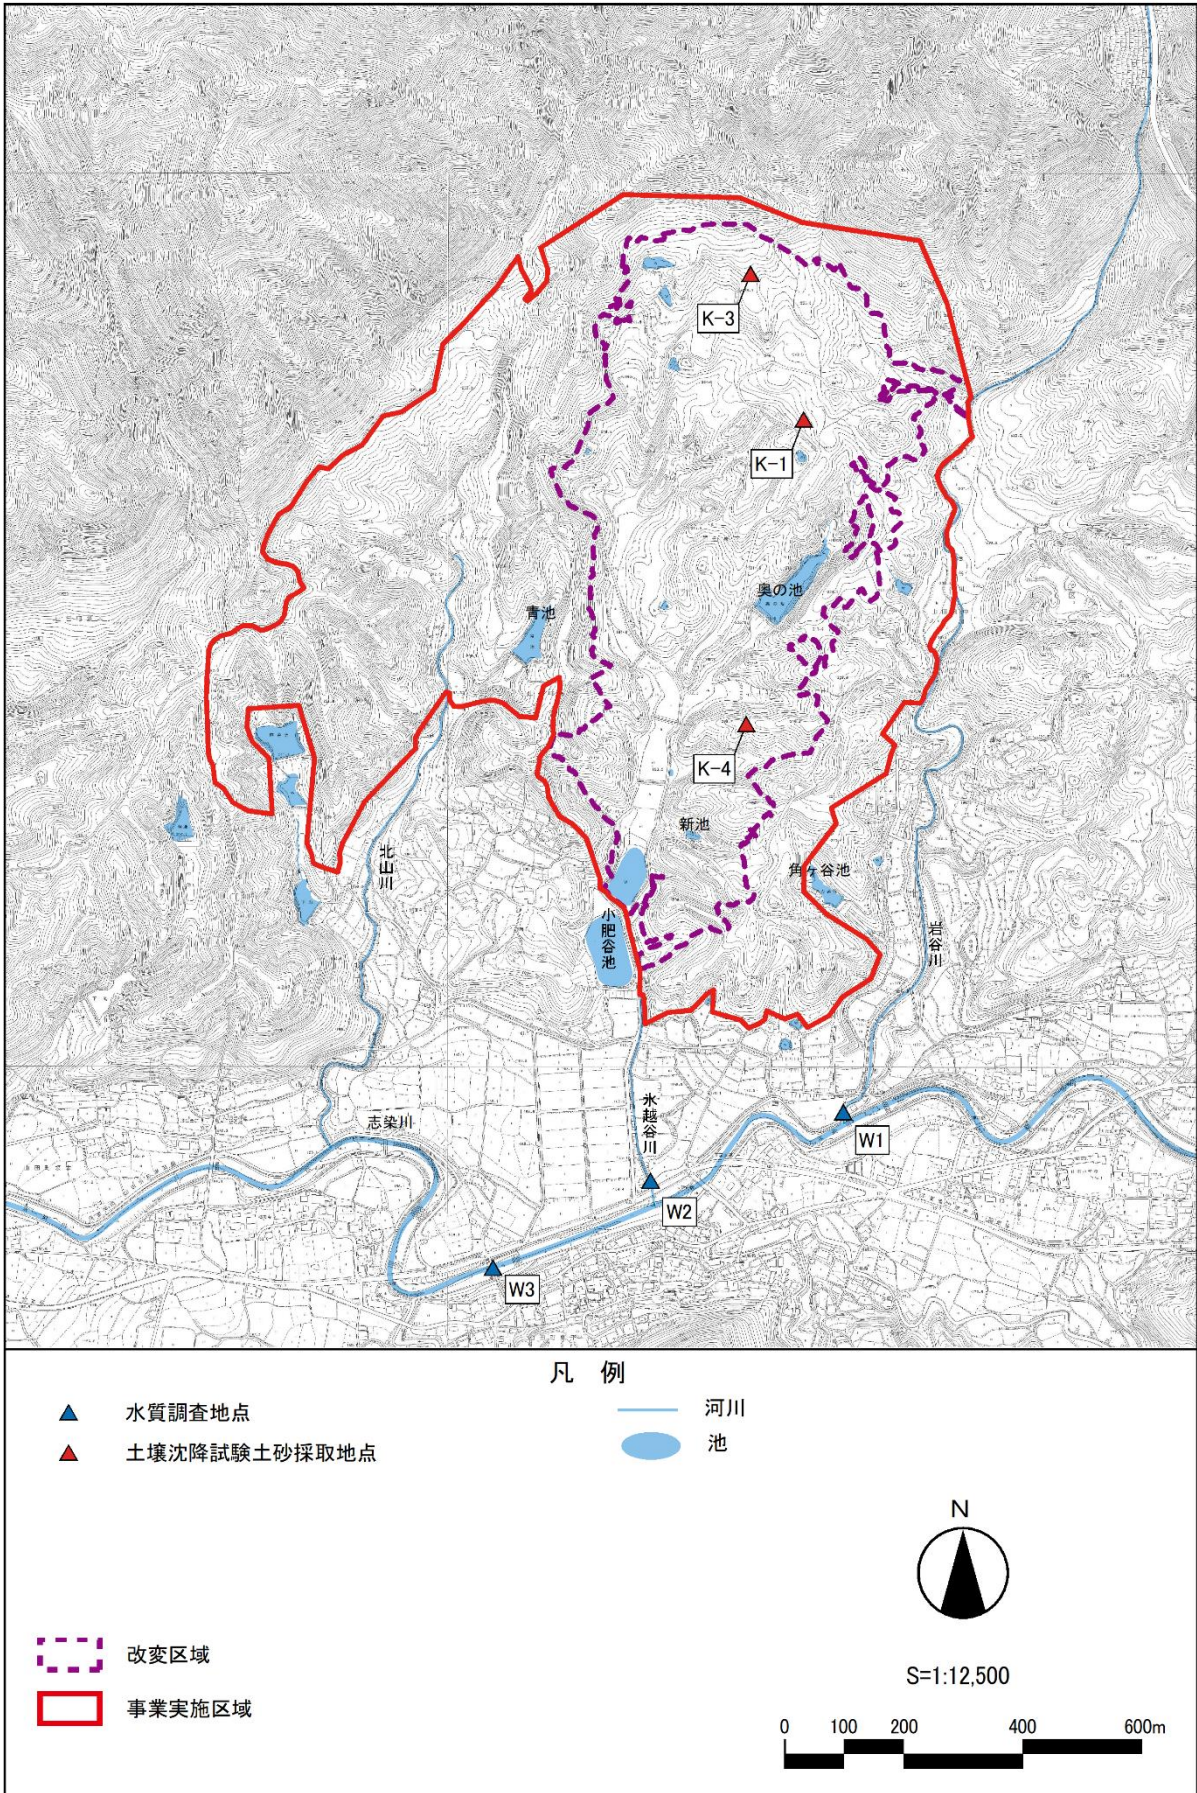 K-3
K-1
奥の池
青池
K-4
新池
角ヶ谷池
北山川
小肥谷池
岩谷川
氷越谷川
志染川
W1
W2
W3
凡 例
水質調査地点
河川
土壌沈降試験土砂採取地点
池
N
改変区域
S=1:12,500
事業実施区域
0 100 200 400 600m